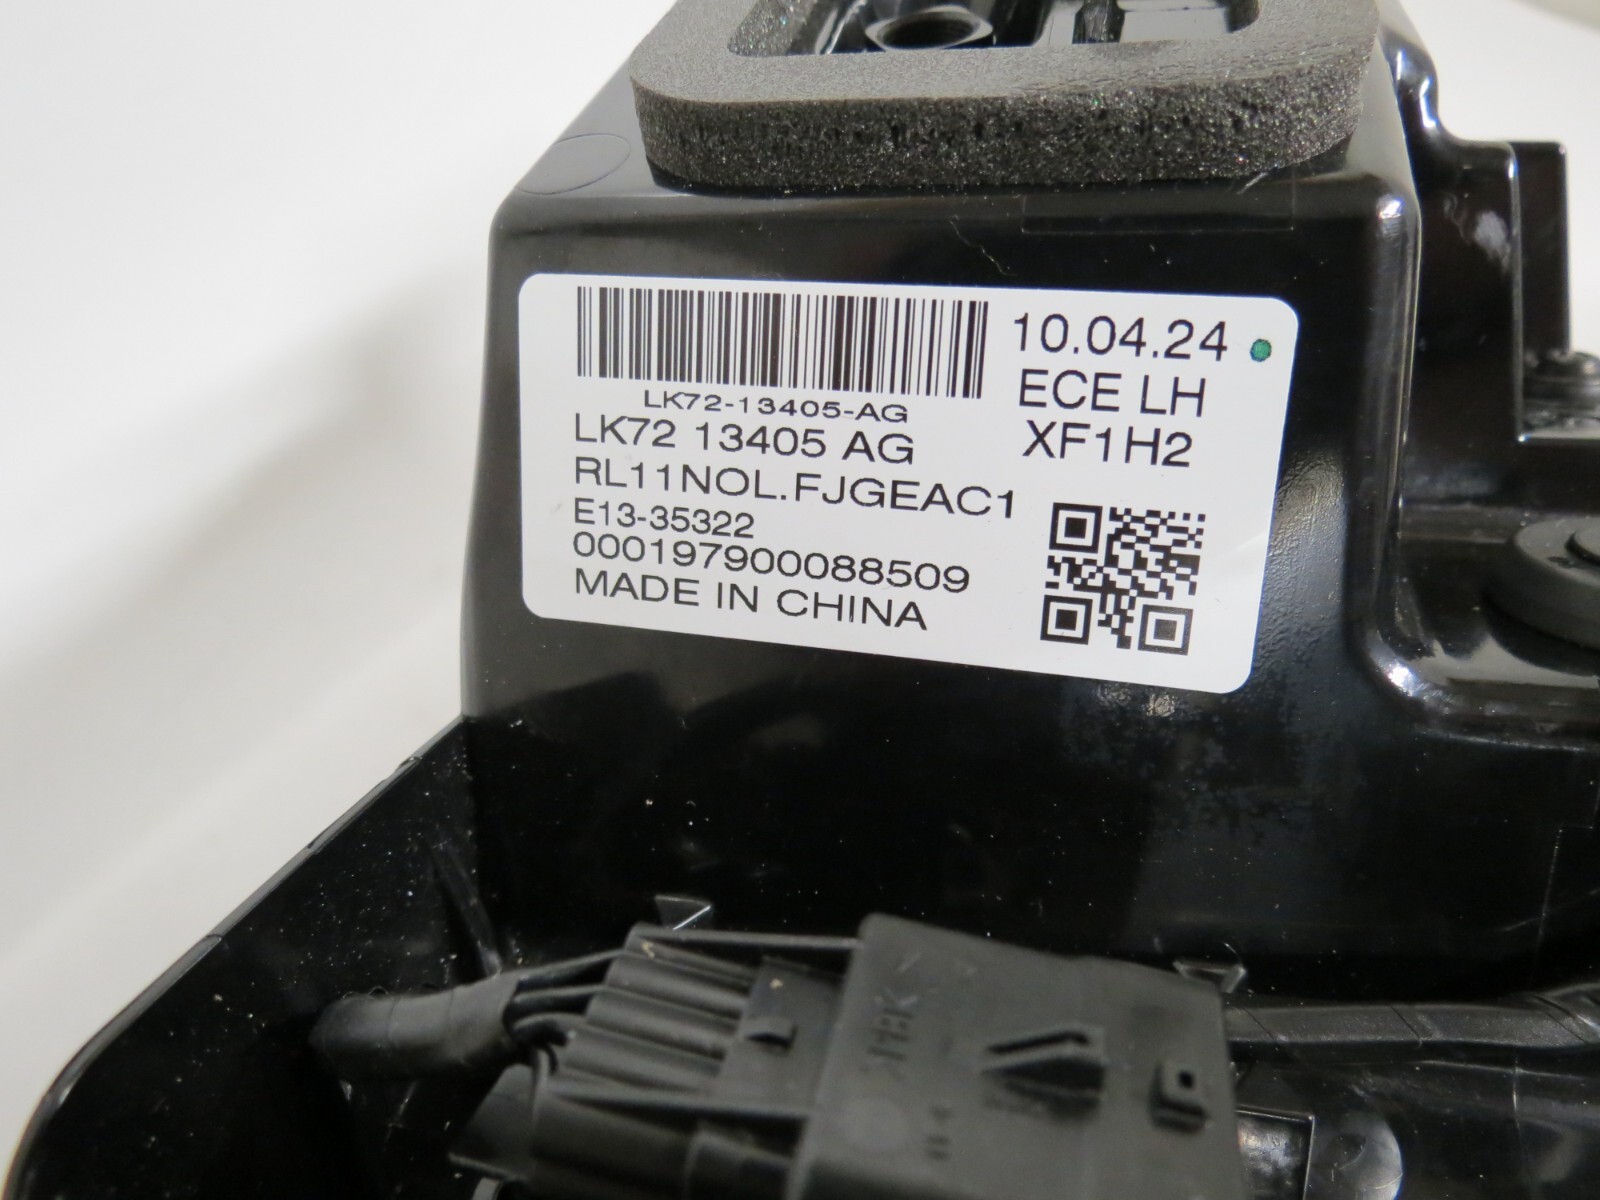 LK72-13405-AG
LK72 13405 AG
RL11NOL.FJGEAC1
E13-35322
000197900088509
MADE IN CHINA
10.04.24
ECE LH
XF1H2